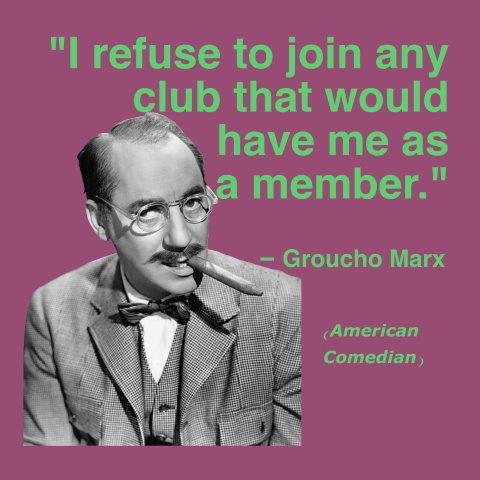 "I refuse to join any
club that would
have me as
a member."
– Groucho Marx
(American
Comedian)